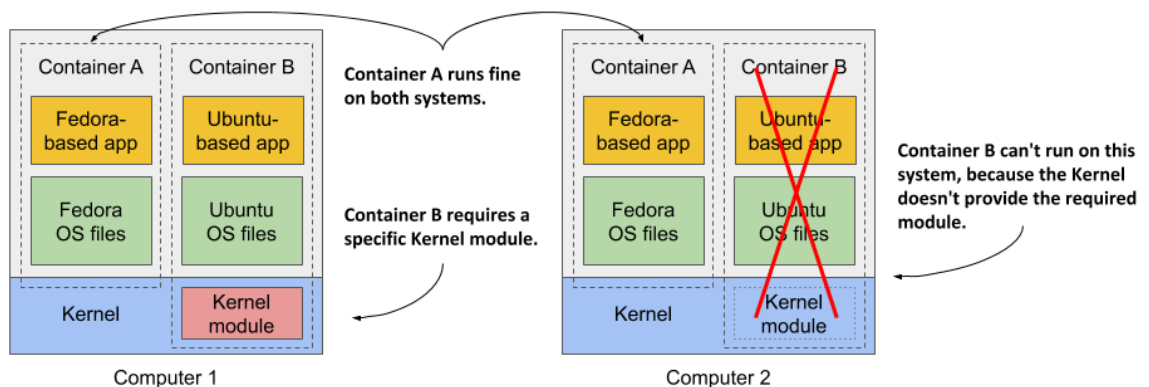 Container A
Container B
Fedora-
based app
Ubuntu-
based app
Fedora
OS files
Ubuntu
OS files
Kernel
Kernel
module
Computer 1
Container A runs fine
on both systems.
Container B requires a
specific Kernel module.
Container A
Container B
Fedora-
based app
Ubuntu-
based app
Fedora
OS files
Ubuntu
OS files
Kernel
Kernel
module
Computer 2
Container B can't run on this
system, because the Kernel
doesn't provide the required
module.